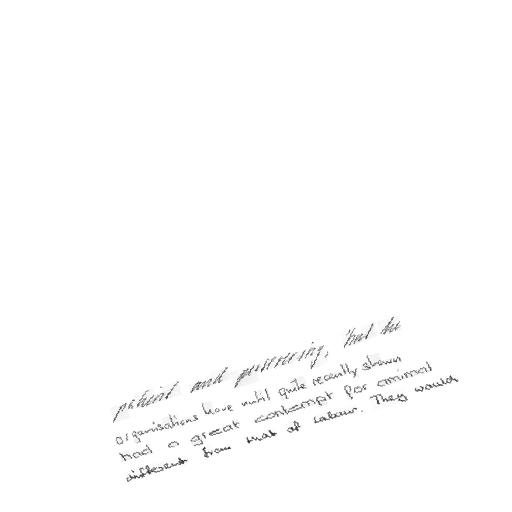 patient and persevering, but he
organisations have until quite recently shown
had a great contempt for animal
different from that of Labour. They would